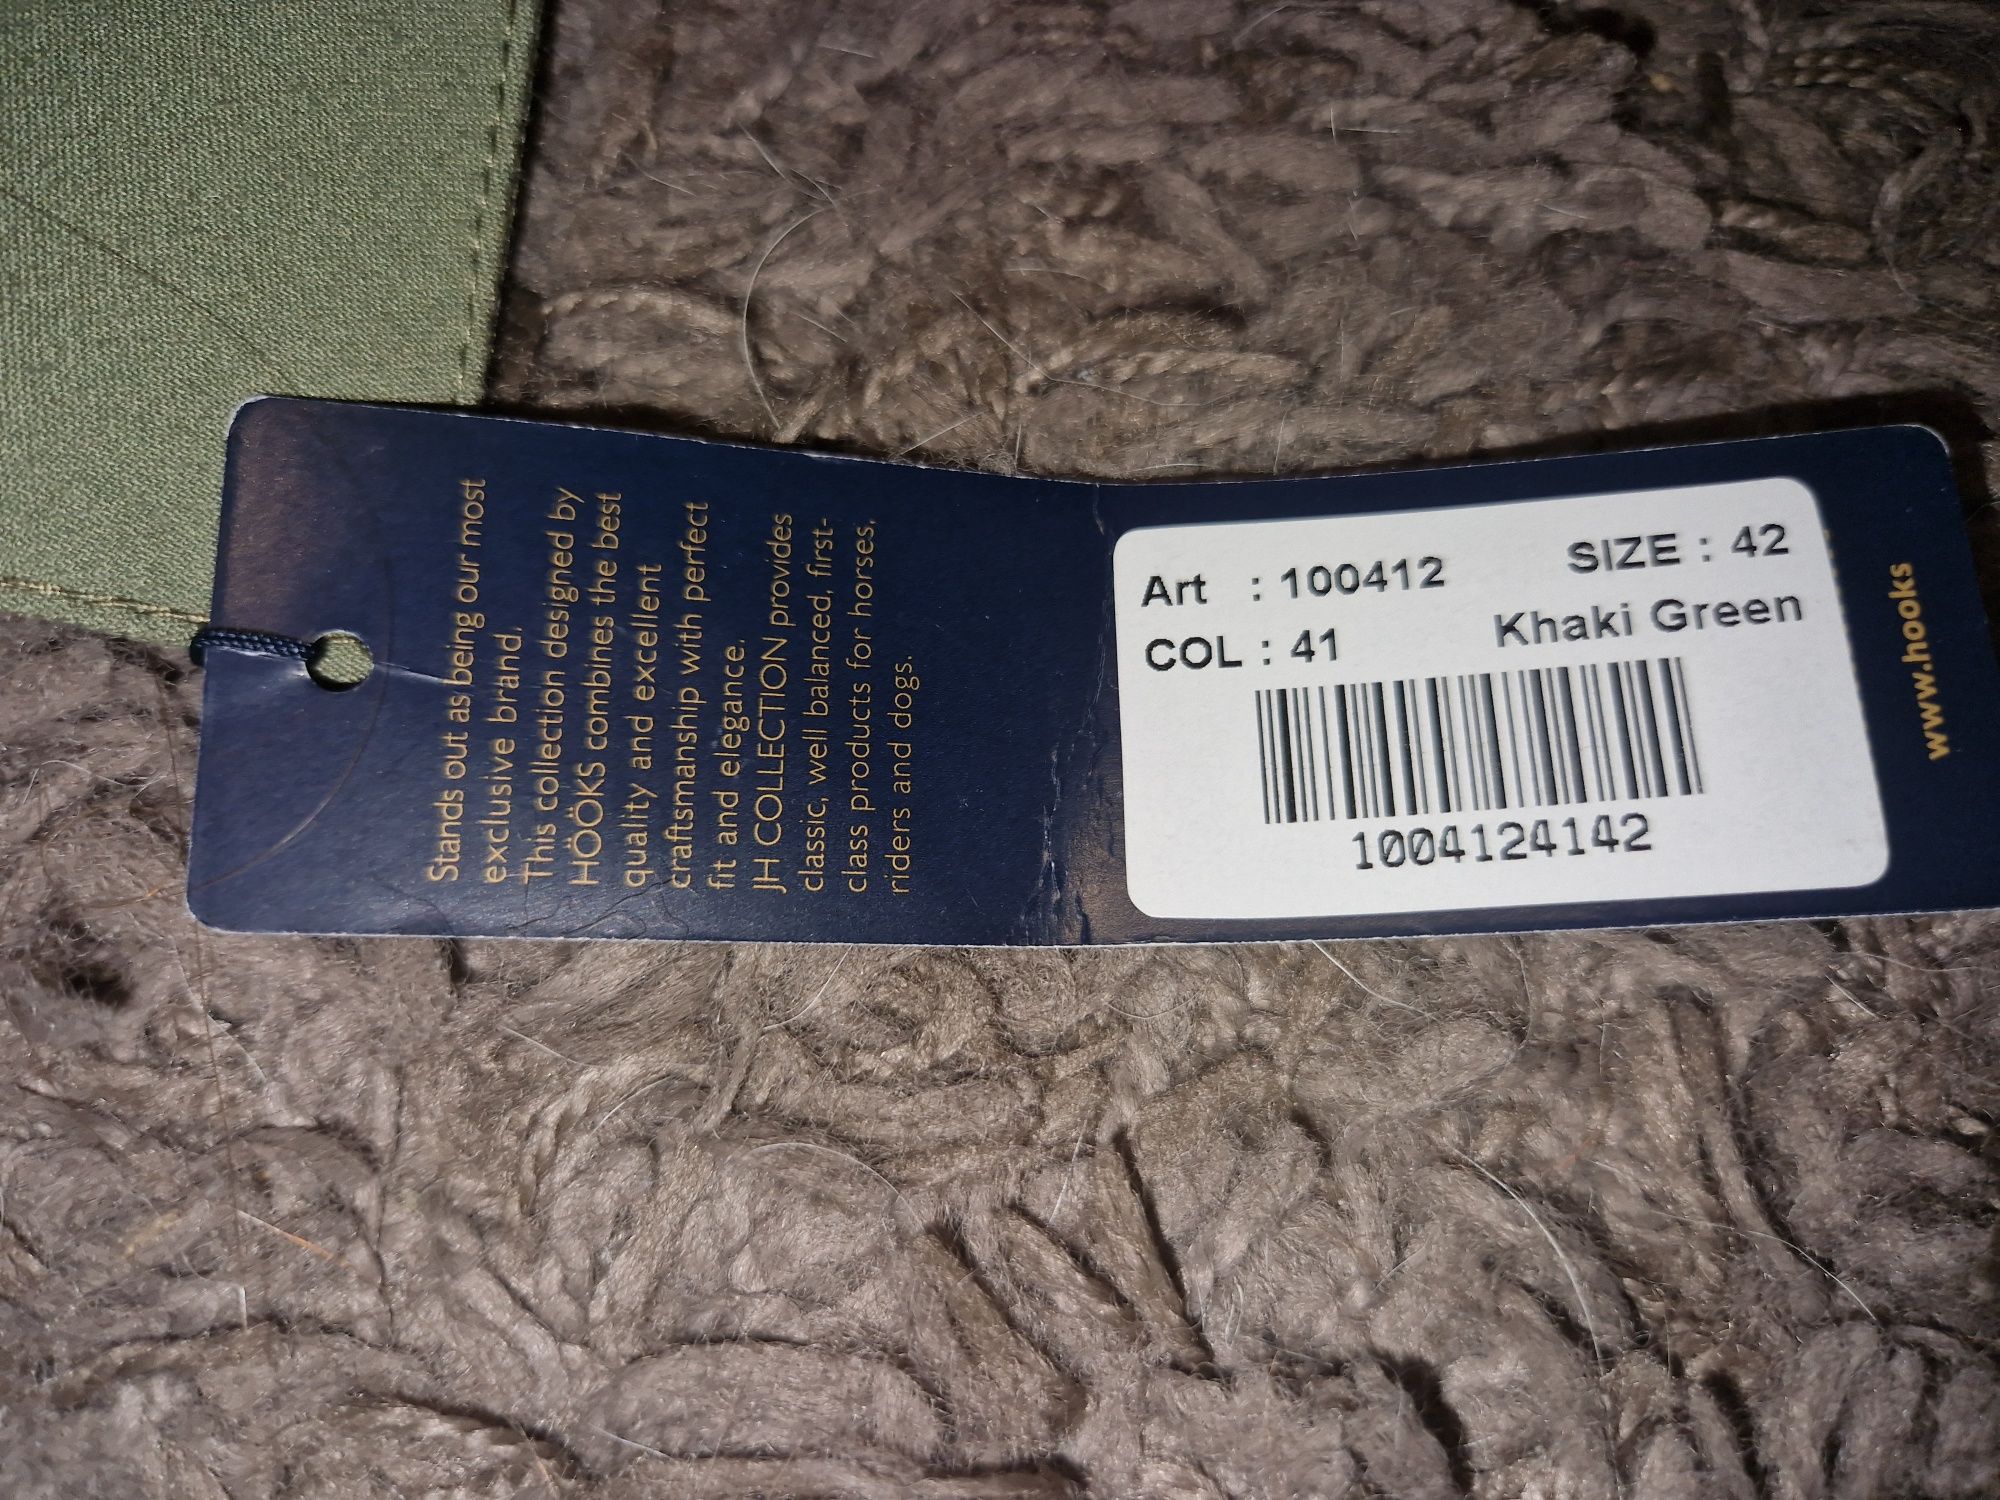 Stands out as being our most
exclusive brand.
This collection designed by
HÖÖKS combines the best
quality and excellent
craftsmanship with perfect
fit and elegance.
JH COLLECTION provides
classic, well balanced, first-
class products for horses,
riders and dogs.
Art : 100412 SIZE : 42
COL : 41 Khaki Green
1004124142
www.hooks